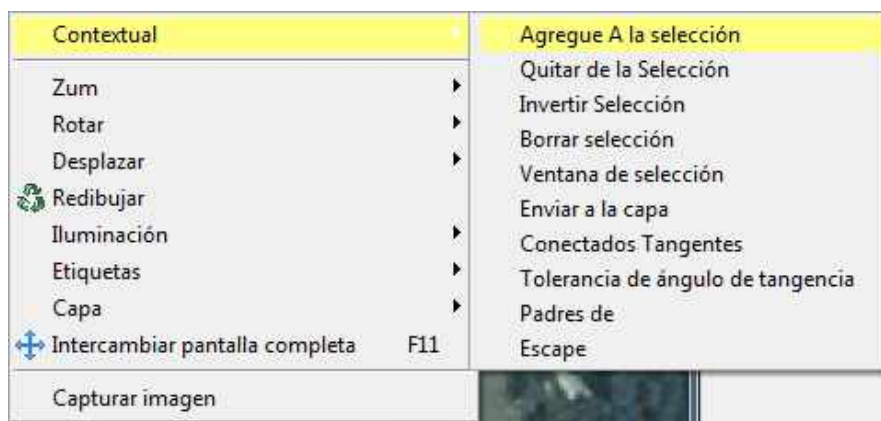 Contextual
Zum
Rotar
Desplazar
Redibujar
Iluminación
Etiquetas
Capa
Intercambiar pantalla completa F11
Capturar imagen
Agregue A la selección
Quitar de la Selección
Invertir Selección
Borrar selección
Ventana de selección
Enviar a la capa
Conectados Tangentes
Tolerancia de ángulo de tangencia
Padres de
Escape